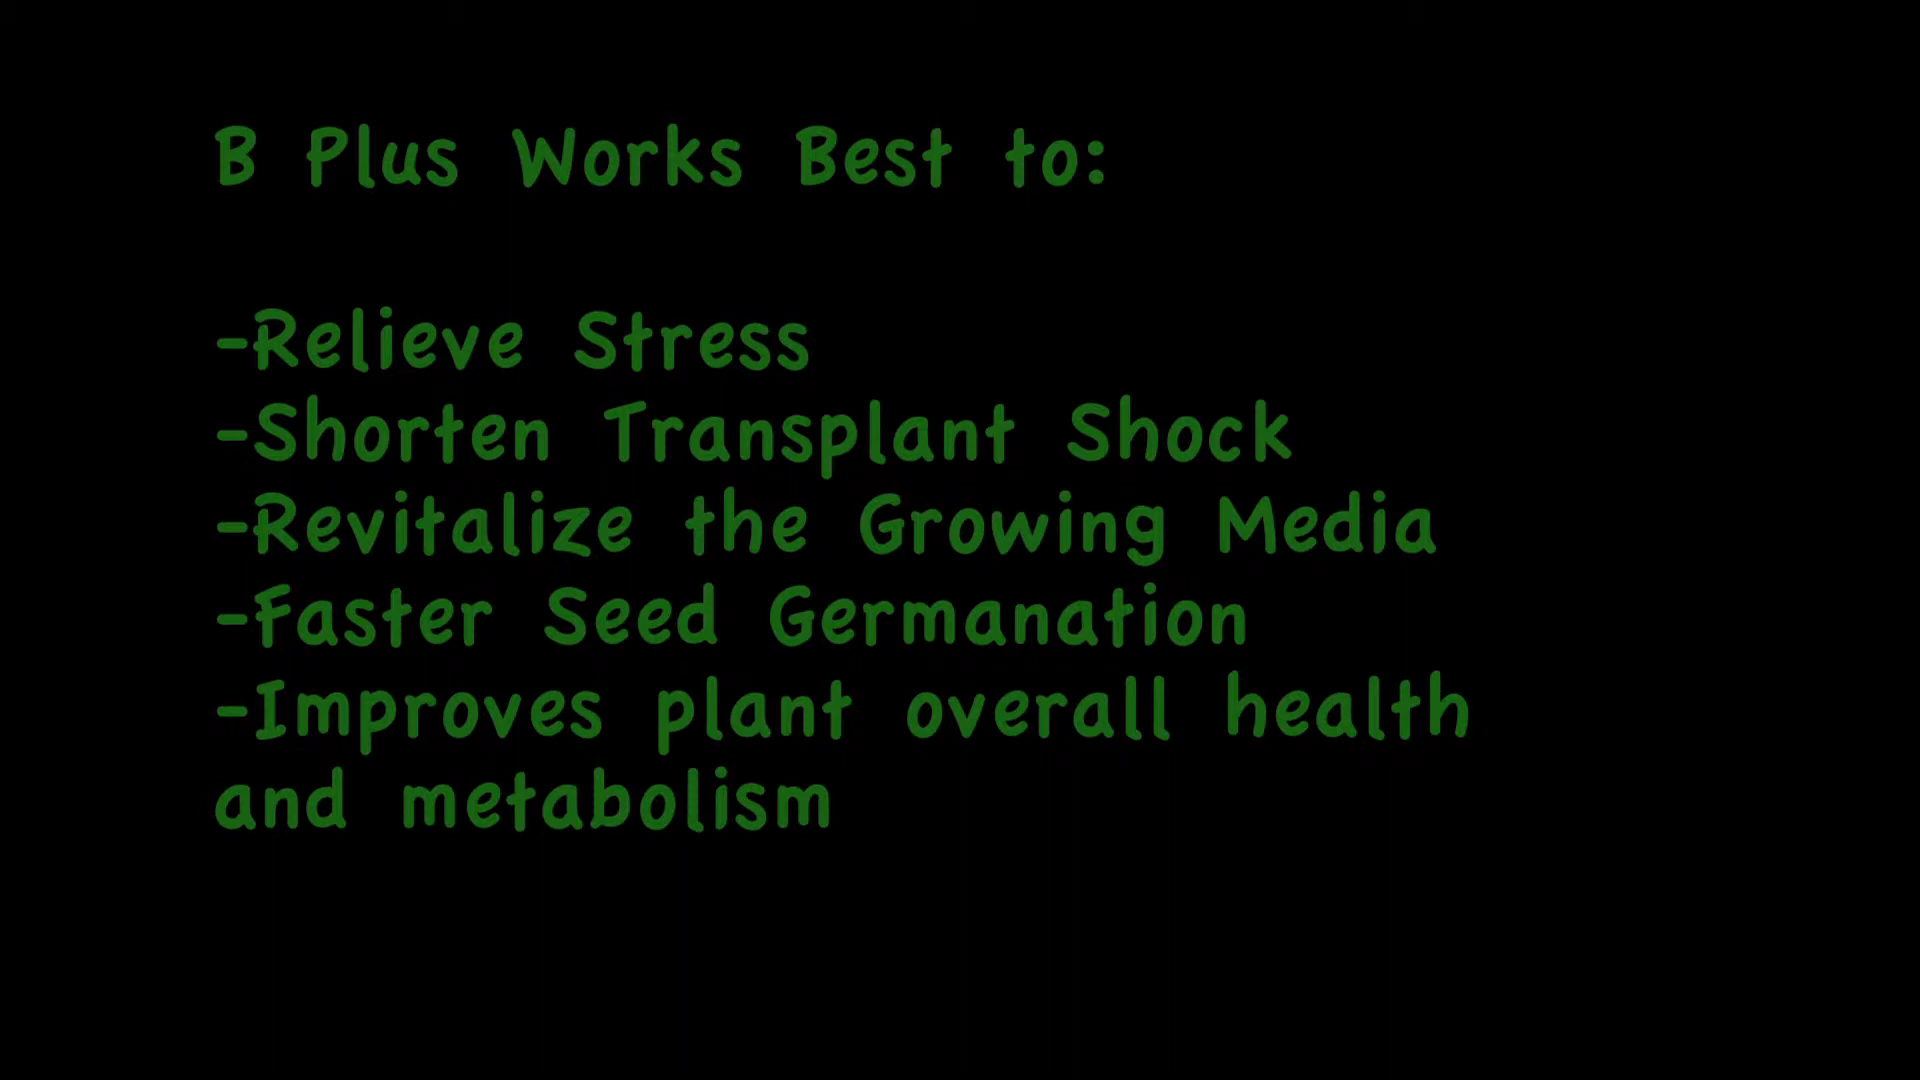 B Plus Works Best to:
-Relieve Stress
-Shorten Transplant Shock
-Revitalize the Growing Media
-Faster Seed Germanation
-Improves plant overall health
and metabolism